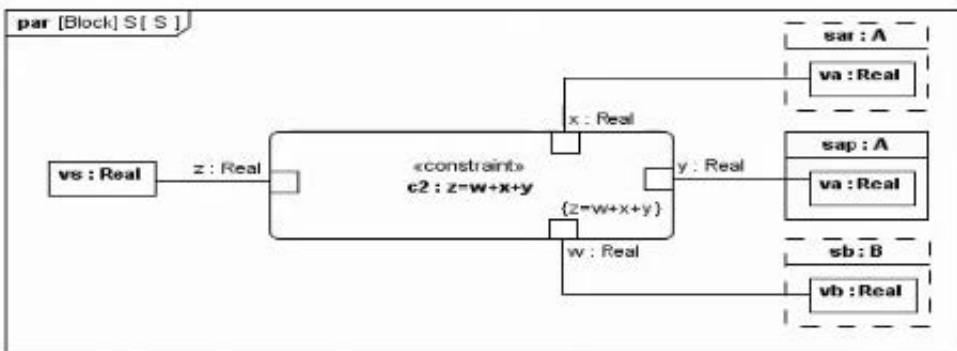 par [Block] S[ S ]
sar : A
va : Real
x : Real
«constraint»
c2 : z=w+x+y
{z=w+x+y}
z : Real
vs : Real
y : Real
sap : A
va : Real
w : Real
sb : B
vb : Real